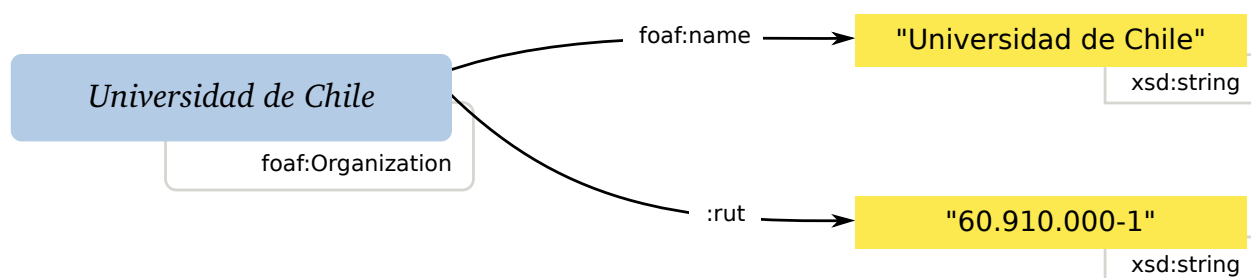 foaf:name
"Universidad de Chile"
xsd:string
Universidad de Chile
foaf:Organization
:rut
"60.910.000-1"
xsd:string